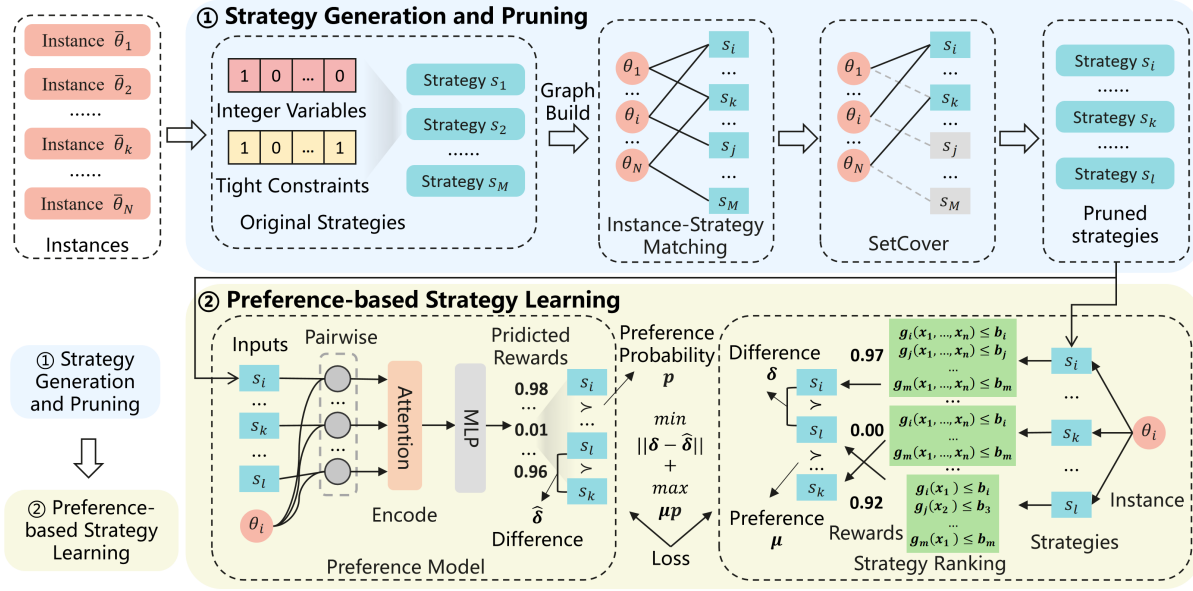 Instance θ̄₁
Instance θ̄₂
......
Instance θ̄ₖ
......
Instance θ̄_N
Instances
① Strategy Generation and Pruning
1 0 ... 0
Integer Variables
1 0 ... 1
Tight Constraints
Strategy s₁
Strategy s₂
......
Strategy s_M
Original Strategies
Graph
Build
θ₁
...
θᵢ
...
θ_N
sᵢ
...
sₖ
sⱼ
...
s_M
Instance-Strategy
Matching
θ₁
...
θᵢ
...
θ_N
sᵢ
...
sₖ
sⱼ
...
s_M
SetCover
Strategy sᵢ
......
Strategy sₖ
......
Strategy sₗ
Pruned
strategies
① Strategy
Generation
and Pruning
② Preference-
based Strategy
Learning
② Preference-based Strategy Learning
Inputs
sᵢ
...
sₖ
...
sₗ
θᵢ
Pairwise
...
...
Attention
Encode
MLP
Pridicted
Rewards
0.98
...
0.01
...
0.96
sᵢ
≻
...
sₗ
≻
sₖ
δ̂
Difference
Preference Model
Preference
Probability
p
min
||δ − δ̂||
+
max
μp
Loss
Difference
δ
sᵢ
≻
sₗ
≻
...
sₖ
Preference
μ
0.97
0.00
0.92
Rewards
gᵢ(x₁, ..., xₙ) ≤ bᵢ
gⱼ(x₁, ..., xₙ) ≤ bⱼ
...
gₘ(x₁, ..., xₙ) ≤ bₘ
...
gᵢ(x₁, ..., xₙ) ≤ bᵢ
...
gₘ(x₁, ..., xₙ) ≤ bₘ
...
gᵢ(x₁) ≤ bᵢ
gⱼ(x₂) ≤ b₃
...
gₘ(x₁) ≤ bₘ
sᵢ
...
sₖ
...
sₗ
Strategies
θᵢ
Instance
Strategy Ranking